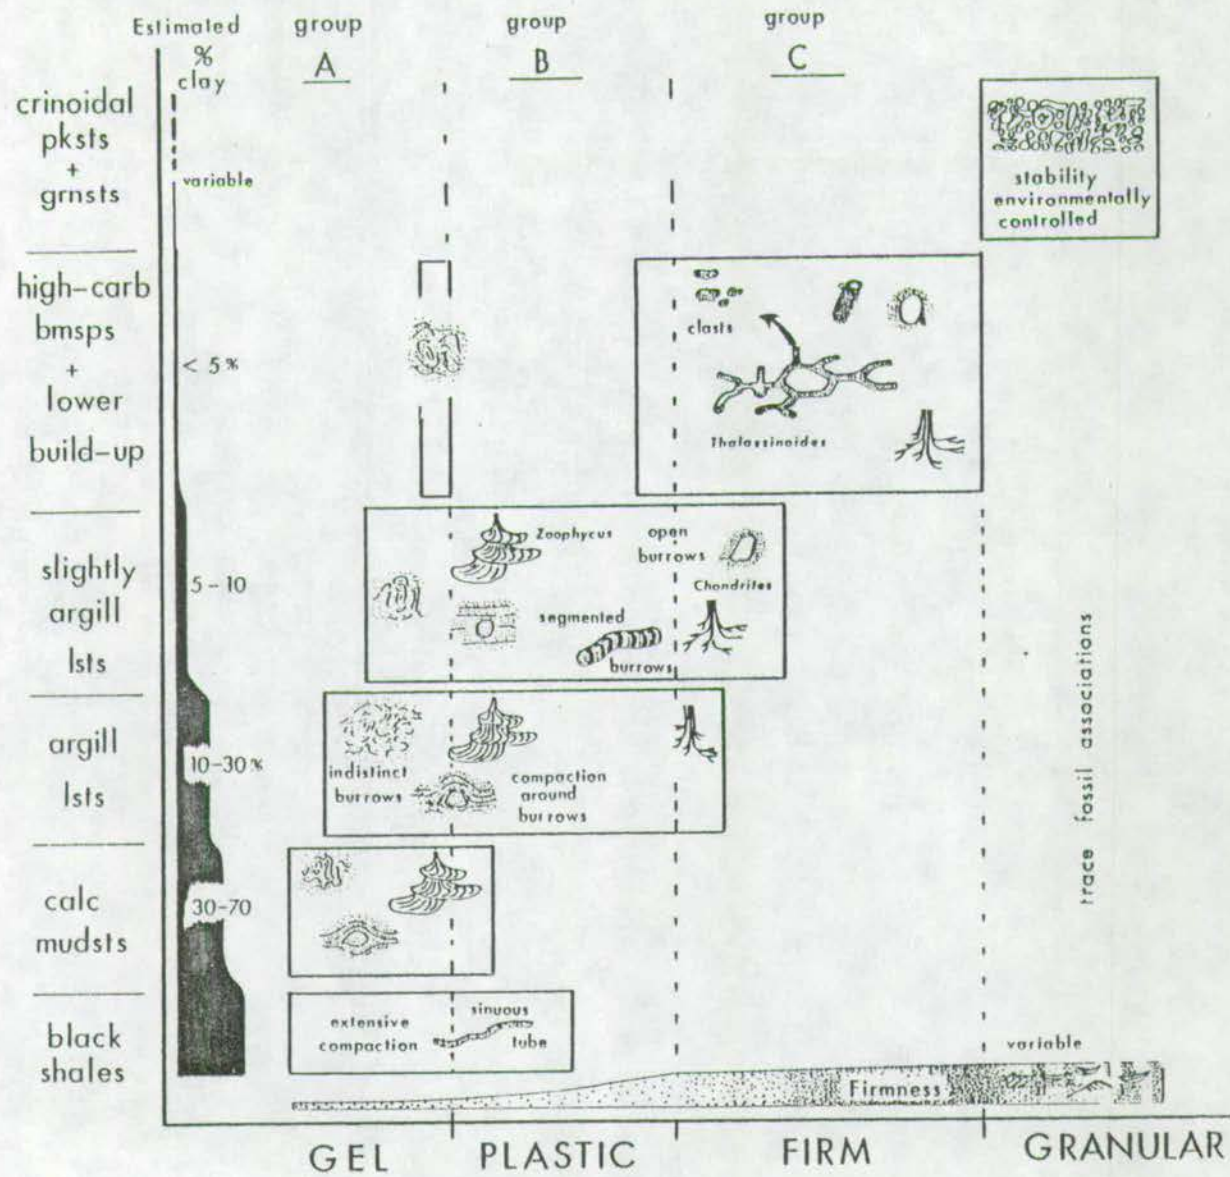 Estimated
%
clay
group
A
group
B
group
C
crinoidal
pksts
+
grnsts
variable
stability
environmentally
controlled
high-carb
bmsps
+
lower
build-up
< 5 %
clasts
Thalassinoides
slightly
argill
lsts
5 - 10
Zoophycus
open
burrows
Chondrites
segmented
burrows
argill
lsts
10-30 %
indistinct
burrows
compaction
around
burrows
calc
mudsts
30-70
black
shales
extensive
compaction
sinuous
tube
variable
Firmness
trace fossil associations
GEL
PLASTIC
FIRM
GRANULAR